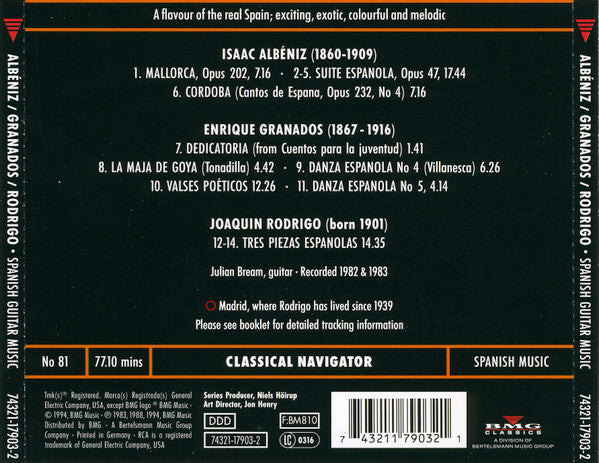 A flavour of the real Spain; exciting, exotic, colourful and melodic
ISAAC ALBÉNIZ (1860-1909)
1. MALLORCA, Opus 202, 7.16 · 2-5. SUITE ESPANOLA, Opus 47, 17.44
6. CORDOBA (Cantos de Espana, Opus 232, No 4) 7.16
ENRIQUE GRANADOS (1867-1916)
7. DEDICATORIA (from Cuentos para la juventud) 1.41
8. LA MAJA DE GOYA (Tonadilla) 4.42 · 9. DANZA ESPANOLA No 4 (Villanesca) 6.26
10. VALSES POÉTICOS 12.26 · 11. DANZA ESPANOLA No 5, 4.14
JOAQUIN RODRIGO (born 1901)
12-14. TRES PIEZAS ESPANOLAS 14.35
Julian Bream, guitar · Recorded 1982 & 1983
Madrid, where Rodrigo has lived since 1939
Please see booklet for detailed tracking information
No 81 77.10 mins CLASSICAL NAVIGATOR SPANISH MUSIC
Tmk(s)® Registered. Marca(s) Registrada(s) General
Electric Company, USA, except BMG logo ® BMG Music ·
© 1994, BMG Music · ℗ 1983, 1988, 1994, BMG Music
Distributed by BMG · A Bertelsmann Music Group Company
· Printed in Germany · RCA is a registered trademark
of General Electric Company, USA.
Series Producer, Niels Häirup
Art Director, Jon Henry
DDD
F:BM810
74321-17903-2
LC 0316
7 43211 79032 1
BMG
CLASSICS
A DIVISION OF
BERTELSMANN MUSIC GROUP
ALBÉNIZ / GRANADOS / RODRIGO · SPANISH GUITAR MUSIC 74321-17903-2
ALBÉNIZ / GRANADOS / RODRIGO · SPANISH GUITAR MUSIC 74321-17903-2